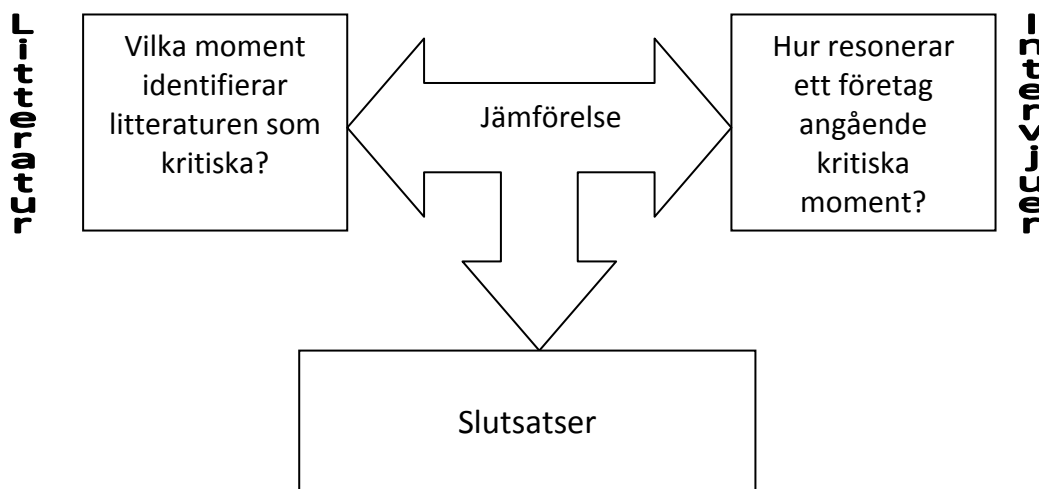 Litteratur
Vilka moment
identifierar
litteraturen som
kritiska?
Jämförelse
Hur resonerar
ett företag
angående
kritiska
moment?
Intervjuer
Slutsatser